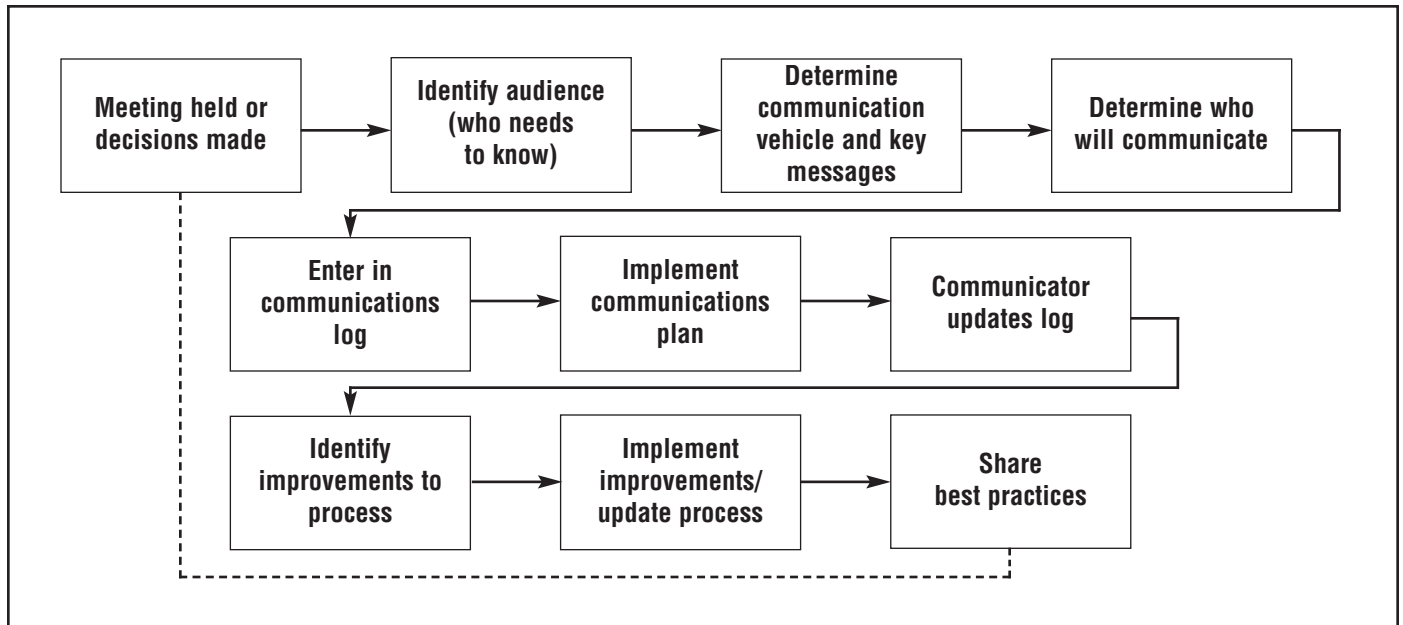 Meeting held or
decisions made
Identify audience
(who needs
to know)
Determine
communication
vehicle and key
messages
Determine who
will communicate
Enter in
communications
log
Implement
communications
plan
Communicator
updates log
Identify
improvements to
process
Implement
improvements/
update process
Share
best practices